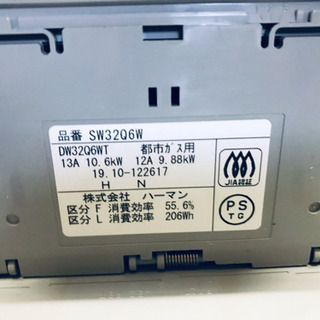 品番 SW32Q6W
DW32Q6WT 都市ガス用
13A 10.6kW 12A 9.88kW
19.10-122617
H N
株式会社 ハーマン
区分 F 消費効率 55.6%
区分 L 消費効率 206Wh
JIA認証
PS
TG